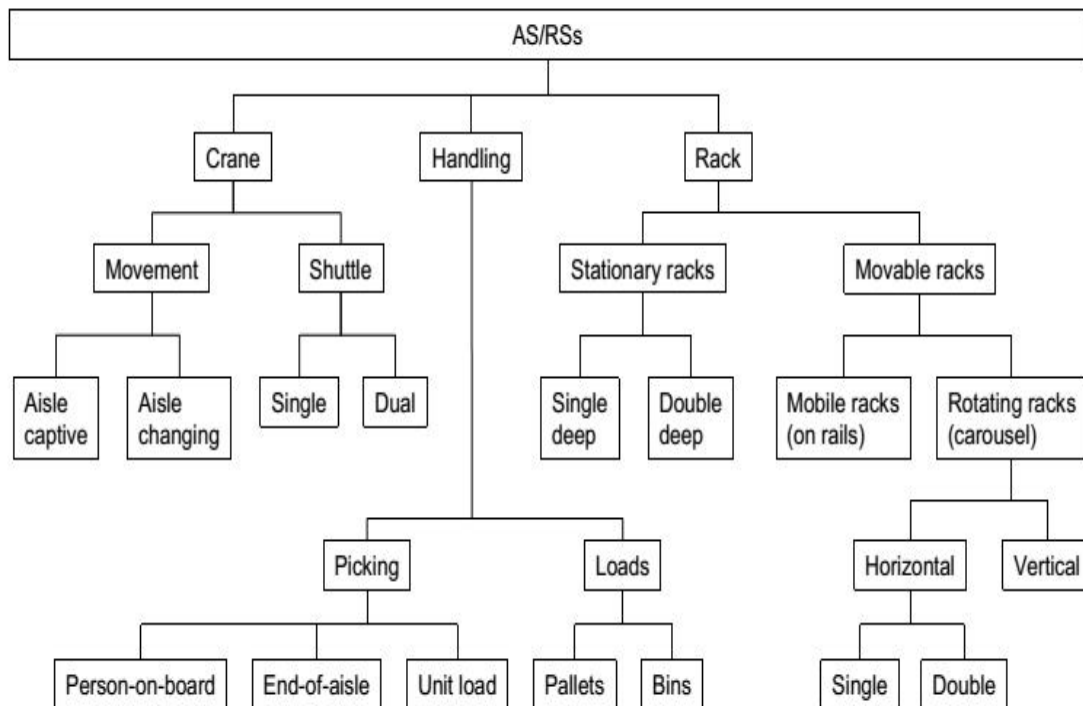 AS/RSs
Crane
Handling
Rack
Movement
Shuttle
Stationary racks
Movable racks
Aisle
captive
Aisle
changing
Single
Dual
Single
deep
Double
deep
Mobile racks
(on rails)
Rotating racks
(carousel)
Picking
Loads
Horizontal
Vertical
Person-on-board
End-of-aisle
Unit load
Pallets
Bins
Single
Double